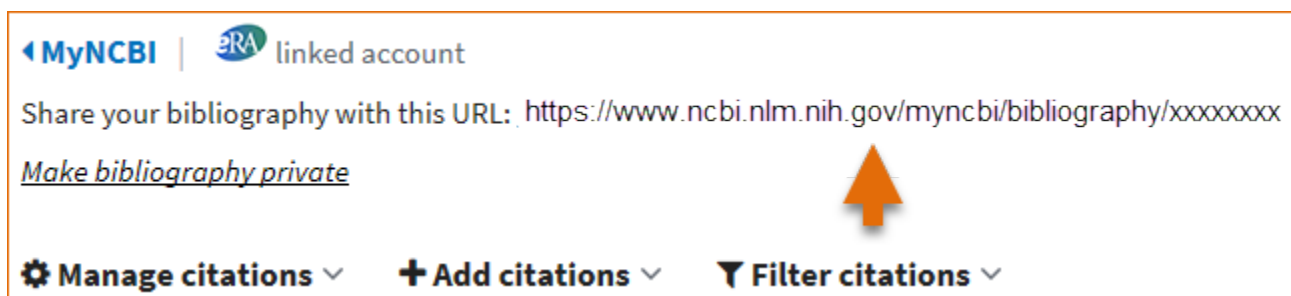 MyNCBI | eRA linked account
Share your bibliography with this URL: https://www.ncbi.nlm.nih.gov/myncbi/bibliography/xxxxxxxx
Make bibliography private
Manage citations Add citations Filter citations